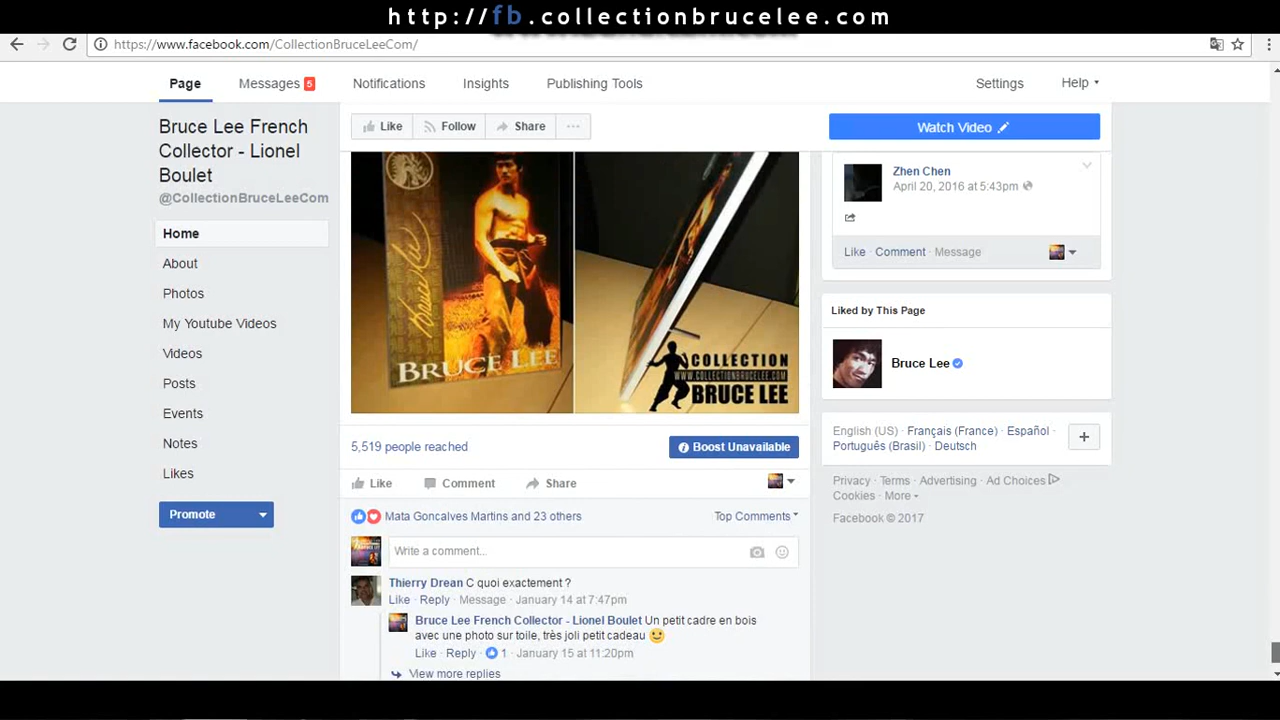 http://fb.collectionbrucelee.com
https://www.facebook.com/CollectionBruceLeeCom/
Page
Messages 5
Notifications
Insights
Publishing Tools
Settings
Help
Bruce Lee French
Collector - Lionel
Boulet
@CollectionBruceLeeCom
Home
About
Photos
My Youtube Videos
Videos
Posts
Events
Notes
Likes
Promote
Like
Follow
Share
...
Watch Video
Bruce Lee
BRUCE LEE
COLLECTION
WWW.COLLECTIONBRUCELEE.COM
BRUCE LEE
5,519 people reached
Boost Unavailable
Like
Comment
Share
Mata Goncalves Martins and 23 others
Top Comments
Write a comment...
Thierry Drean C quoi exactement ?
Like · Reply · Message · January 14 at 7:47pm
Bruce Lee French Collector - Lionel Boulet Un petit cadre en bois
avec une photo sur toile, très joli petit cadeau
Like · Reply · 1 · January 15 at 11:20pm
View more replies
Zhen Chen
April 20, 2016 at 5:43pm
Like · Comment · Message
Liked by This Page
Bruce Lee
English (US) · Français (France) · Español ·
Português (Brasil) · Deutsch
Privacy · Terms · Advertising · Ad Choices
Cookies · More
Facebook © 2017